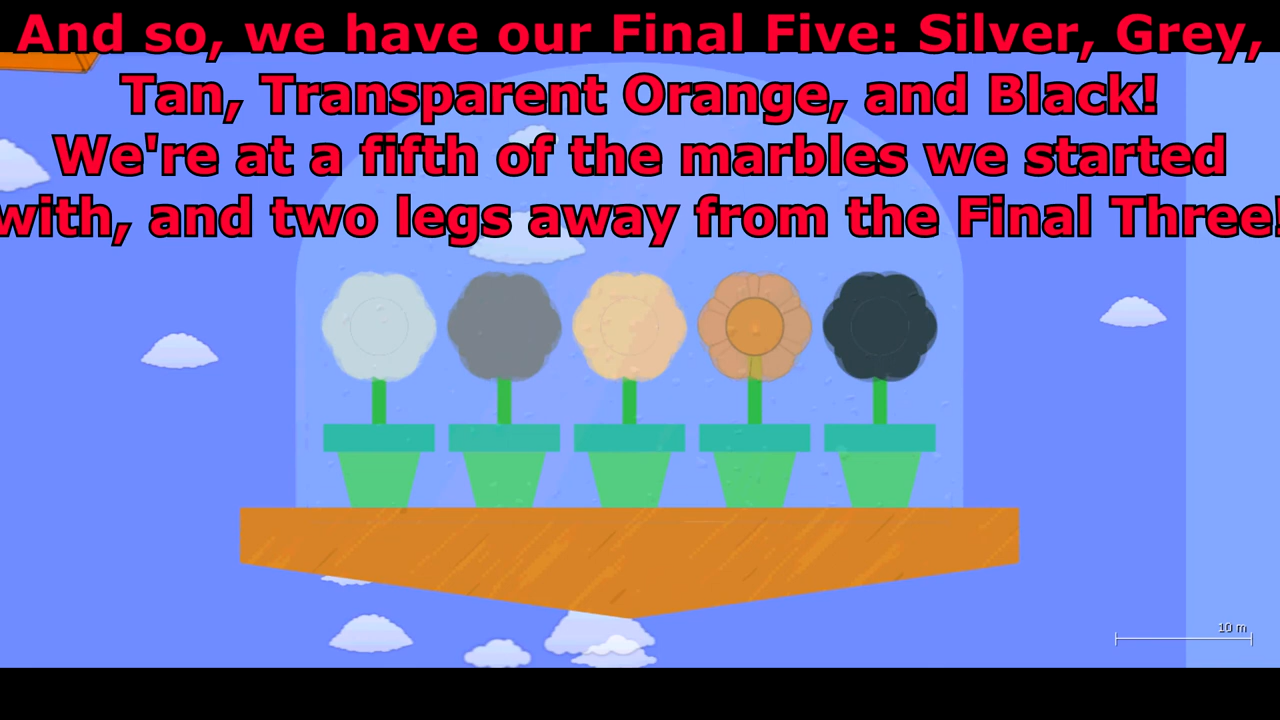 And so, we have our Final Five: Silver, Grey,
Tan, Transparent Orange, and Black!
We're at a fifth of the marbles we started
with, and two legs away from the Final Three!
10 m